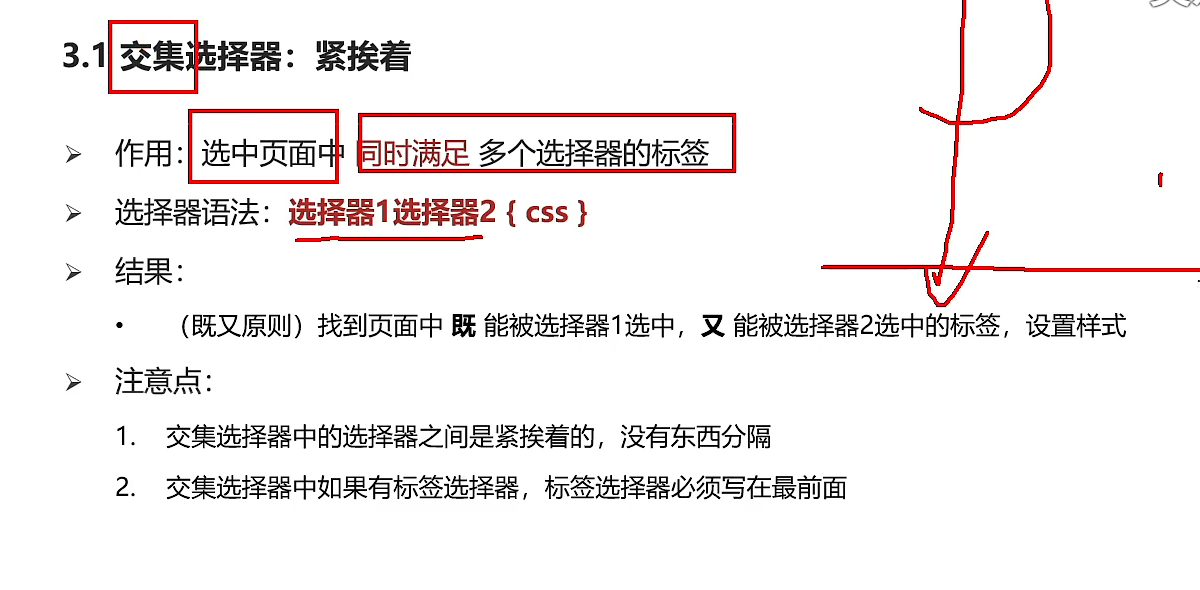 3.1 交集选择器：紧挨着
➢ 作用：选中页面中 同时满足 多个选择器的标签
➢ 选择器语法：选择器1选择器2 { css }
➢ 结果：
• （既又原则）找到页面中 既 能被选择器1选中，又 能被选择器2选中的标签，设置样式
➢ 注意点：
1. 交集选择器中的选择器之间是紧挨着的，没有东西分隔
2. 交集选择器中如果有标签选择器，标签选择器必须写在最前面